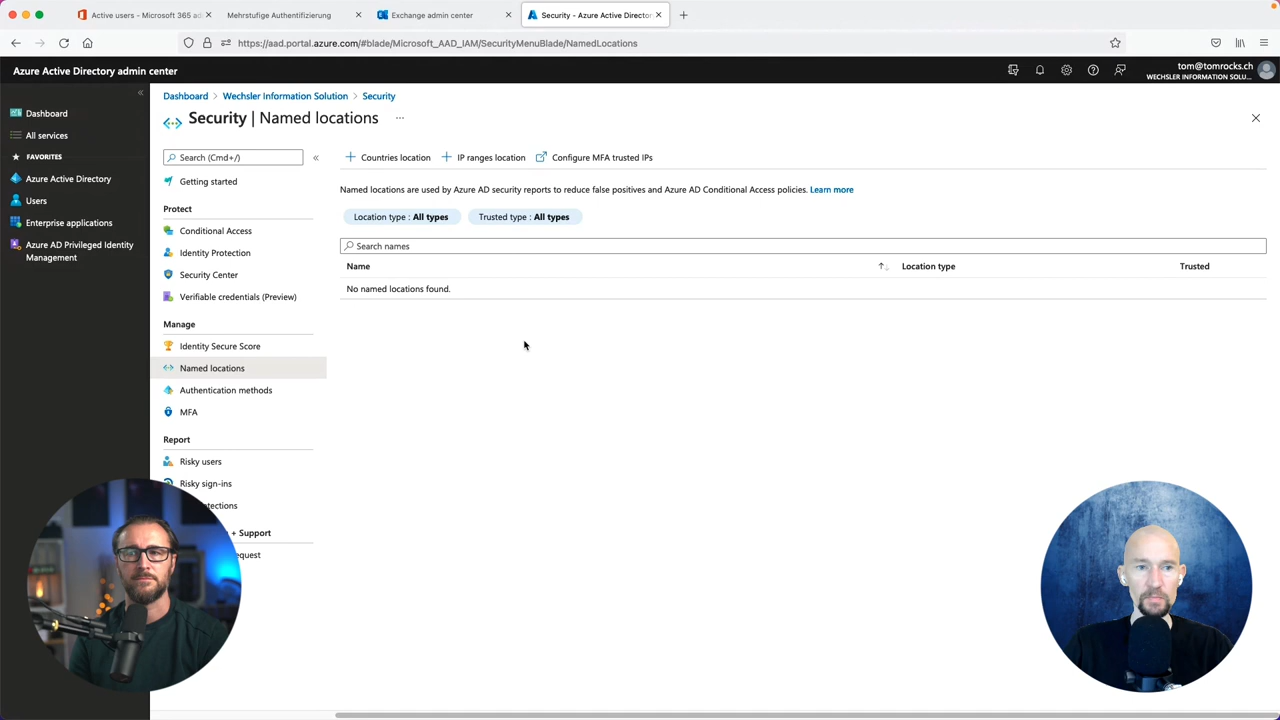 Active users - Microsoft 365 ad
Mehrstufige Authentifizierung
Exchange admin center
Security - Azure Active Director
https://aad.portal.azure.com/#blade/Microsoft_AAD_IAM/SecurityMenuBlade/NamedLocations
Azure Active Directory admin center
tom@tomrocks.ch
WECHSLER INFORMATION SOLU...
Dashboard
All services
FAVORITES
Azure Active Directory
Users
Enterprise applications
Azure AD Privileged Identity
Management
Dashboard > Wechsler Information Solution > Security
Security | Named locations
Search (Cmd+/)
Getting started
Protect
Conditional Access
Identity Protection
Security Center
Verifiable credentials (Preview)
Manage
Identity Secure Score
Named locations
Authentication methods
MFA
Report
Risky users
Risky sign-ins
+ Support
Countries location
IP ranges location
Configure MFA trusted IPs
Named locations are used by Azure AD security reports to reduce false positives and Azure AD Conditional Access policies. Learn more
Location type : All types
Trusted type : All types
Search names
Name
Location type
Trusted
No named locations found.